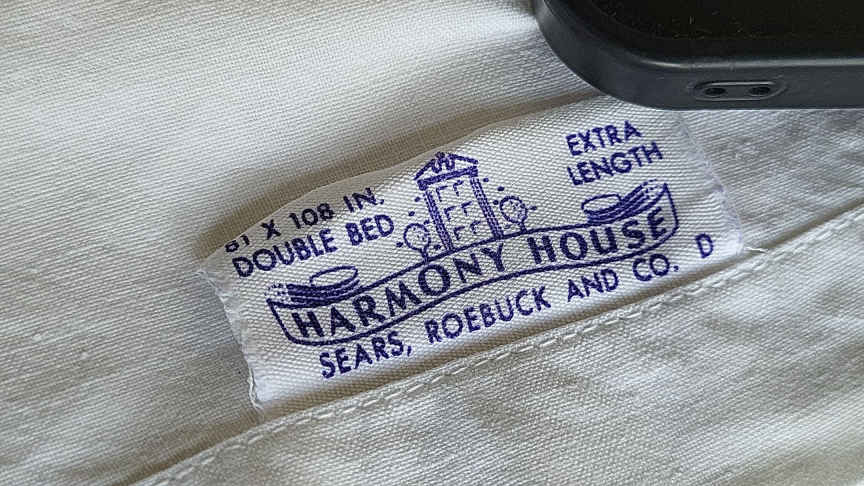 81 X 108 IN.
DOUBLE BED
EXTRA
LENGTH
HARMONY HOUSE
SEARS, ROEBUCK AND CO. D